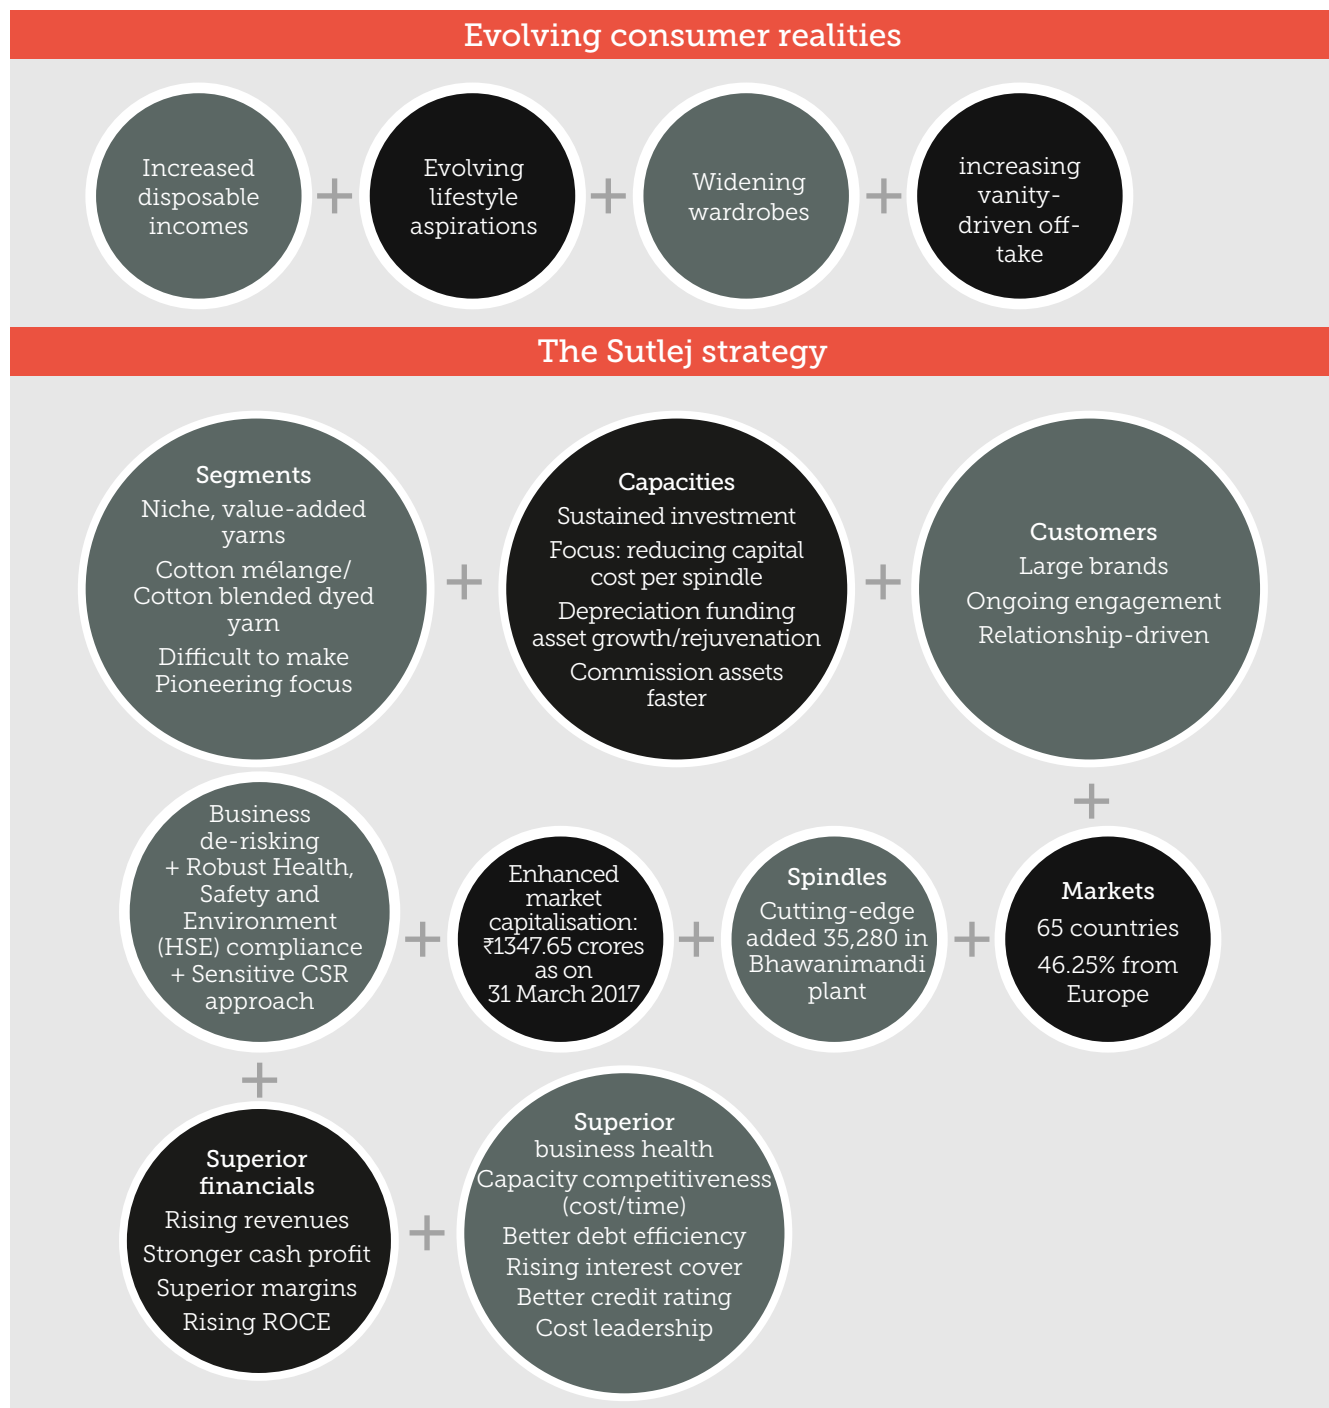 Evolving consumer realities
Increased
disposable
incomes
+
Evolving
lifestyle
aspirations
+
Widening
wardrobes
+
increasing
vanity-
driven off-
take
The Sutlej strategy
Segments
Niche, value-added
yarns
Cotton mélange/
Cotton blended dyed
yarn
Difficult to make
Pioneering focus
+
Capacities
Sustained investment
Focus: reducing capital
cost per spindle
Depreciation funding
asset growth/rejuvenation
Commission assets
faster
+
Customers
Large brands
Ongoing engagement
Relationship-driven
+
Business
de-risking
+ Robust Health,
Safety and
Environment
(HSE) compliance
+ Sensitive CSR
approach
+
Enhanced
market
capitalisation:
₹1347.65 crores
as on
31 March 2017
+
Spindles
Cutting-edge
added 35,280 in
Bhawanimandi
plant
+
Markets
65 countries
46.25% from
Europe
+
Superior
financials
Rising revenues
Stronger cash profit
Superior margins
Rising ROCE
+
Superior
business health
Capacity competitiveness
(cost/time)
Better debt efficiency
Rising interest cover
Better credit rating
Cost leadership